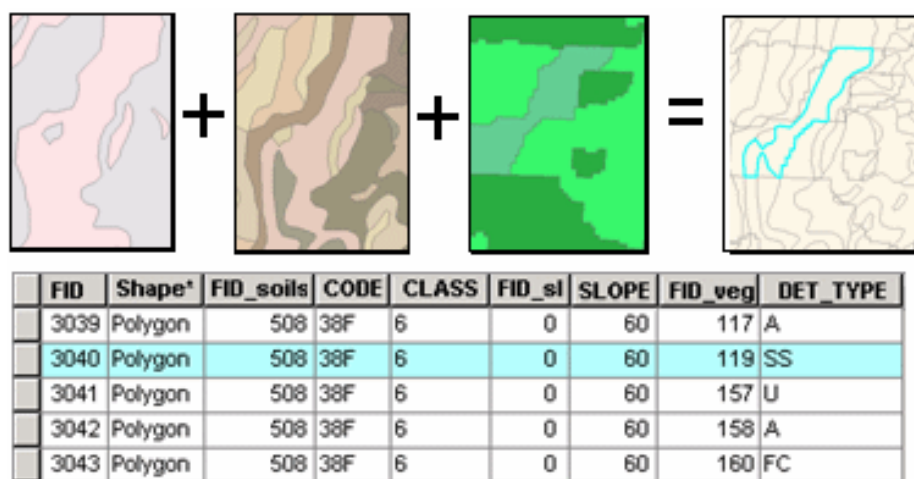 + + =
FID Shape* FID_soils CODE CLASS FID_sl SLOPE FID_veg DET_TYPE
3039 Polygon 508 38F 6 0 60 117 A
3040 Polygon 508 38F 6 0 60 119 SS
3041 Polygon 508 38F 6 0 60 157 U
3042 Polygon 508 38F 6 0 60 158 A
3043 Polygon 508 38F 6 0 60 160 FC